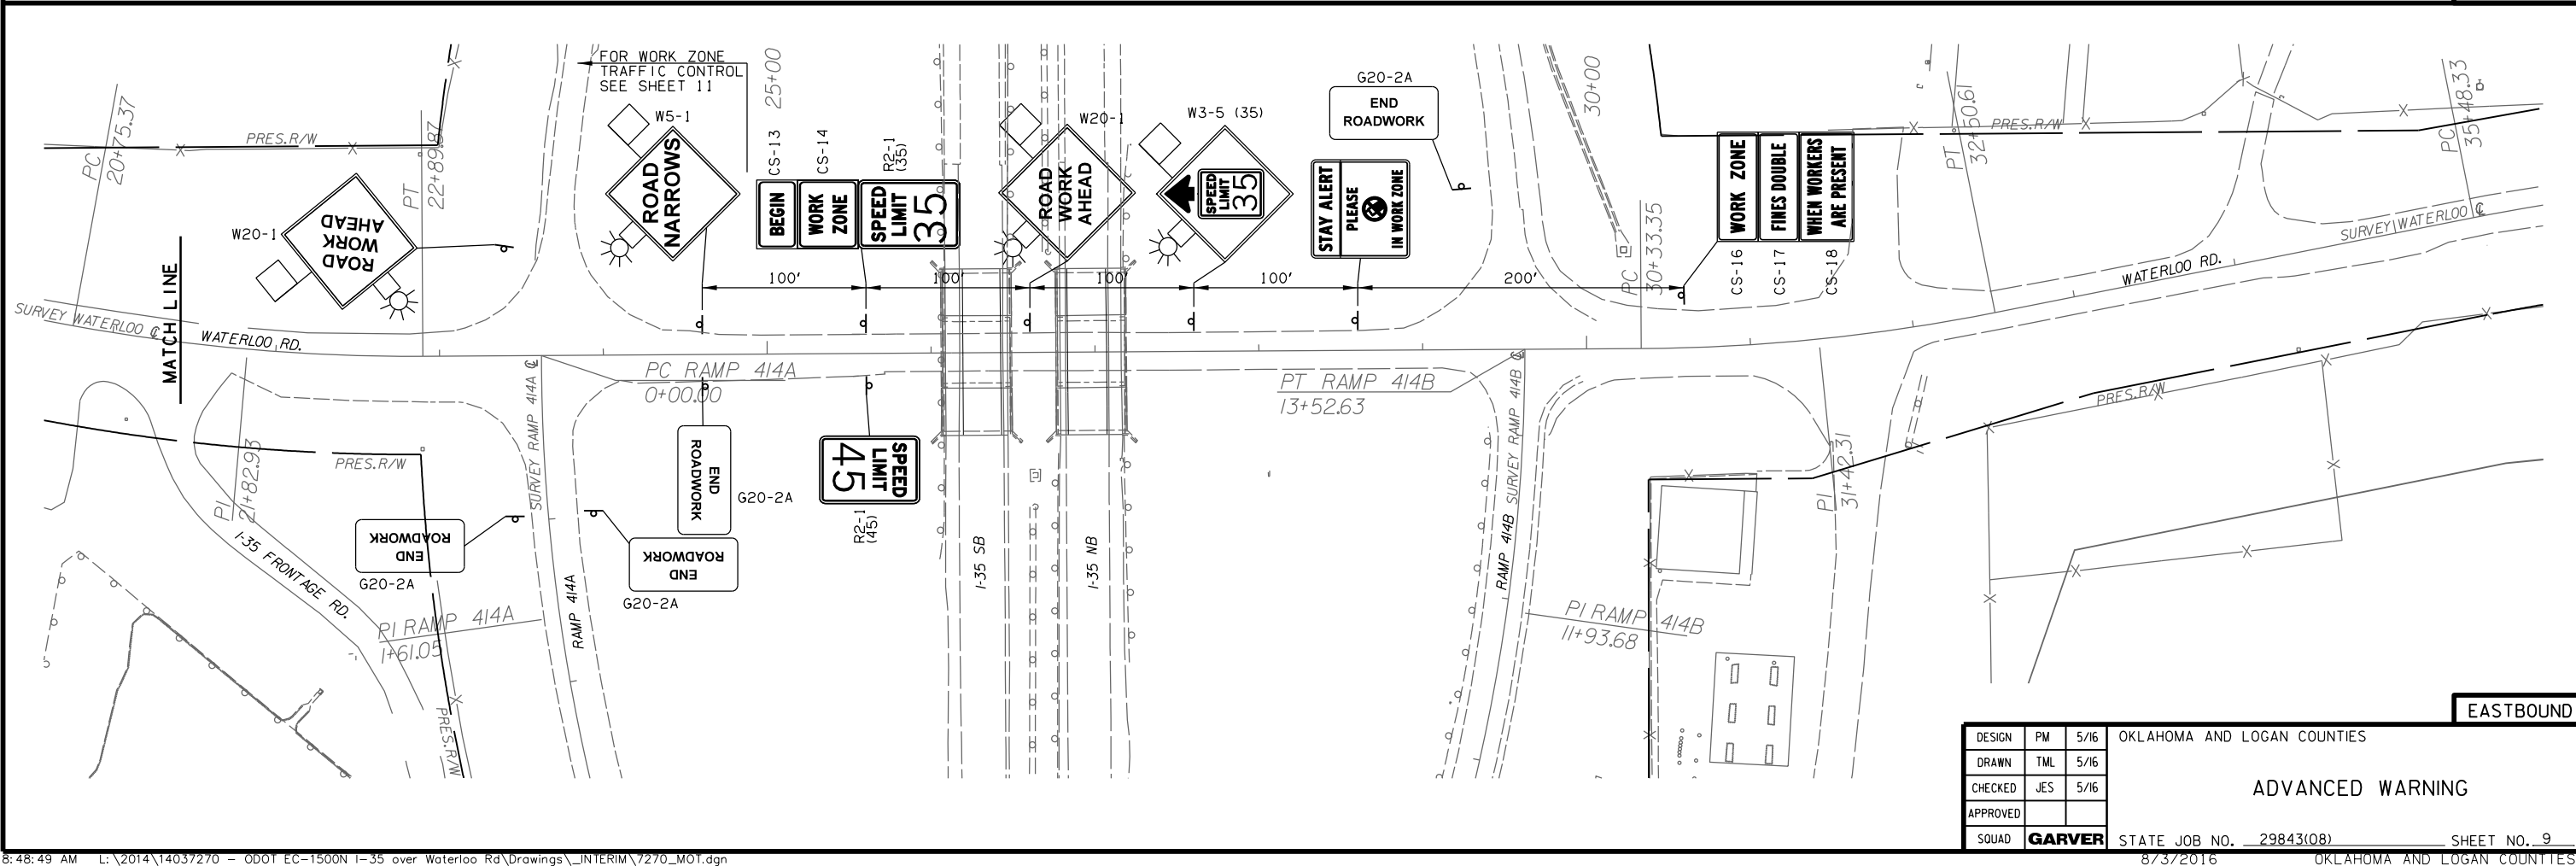 FOR WORK ZONE
TRAFFIC CONTROL
SEE SHEET 11
25+00
PC
20+75.37
PRES.R/W
PT
22+89.87
W20-1
ROAD
WORK
AHEAD
MATCH LINE
SURVEY WATERLOO ℄
WATERLOO RD.
W5-1
ROAD
NARROWS
CS-13
CS-14
R2-1
(35)
BEGIN
WORK
ZONE
SPEED
LIMIT
35
W20-1
ROAD
WORK
AHEAD
W3-5 (35)
SPEED
LIMIT
35
G20-2A
END
ROADWORK
STAY ALERT
PLEASE
IN WORK ZONE
30+00
PC
30+33.35
WORK ZONE
FINES DOUBLE
WHEN WORKERS
ARE PRESENT
CS-16
CS-17
CS-18
PT
32+50.61
PRES.R/W
PC
35+48.33
SURVEY WATERLOO ℄
WATERLOO RD.
100'
100'
100'
100'
200'
PC RAMP 414A
0+00.00
PT RAMP 414B
13+52.63
PI
21+82.93
PRES.R/W
I-35 FRONTAGE RD.
SURVEY RAMP 414A ℄
RAMP 414A
END
ROADWORK
G20-2A
END
ROADWORK
G20-2A
END
ROADWORK
G20-2A
SPEED
LIMIT
45
R2-1
(45)
I-35 SB
I-35 NB
PI RAMP 414A
1+61.05
PRES.R/W
SURVEY RAMP 414B ℄
RAMP 414B
PI RAMP 414B
11+93.68
PI
31+42.31
PRES.R/W
EASTBOUND
DESIGN PM 5/16
DRAWN TML 5/16
CHECKED JES 5/16
APPROVED
SQUAD GARVER
OKLAHOMA AND LOGAN COUNTIES
ADVANCED WARNING
STATE JOB NO. 29843(08) SHEET NO. 9
8:48:49 AM L:\2014\14037270 - ODOT EC-1500N I-35 over Waterloo Rd\Drawings\_INTERIM\7270_MOT.dgn
8/3/2016 OKLAHOMA AND LOGAN COUNTIES